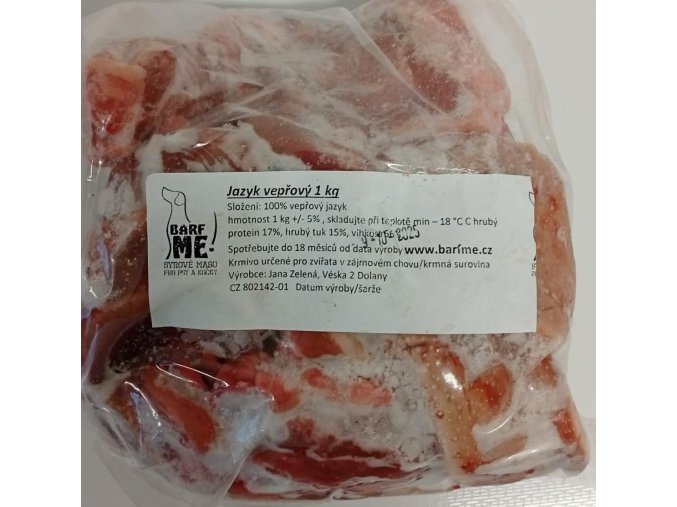 Jazyk vepřový 1 kg
Složení: 100% vepřový jazyk
hmotnost 1 kg +/- 5% , skladujte při teplotě min – 18 °C C hrubý
protein 17%, hrubý tuk 15%, vlhkost
2025
Spotřebujte do 18 měsíců od data výroby www.barfme.cz
Krmivo určené pro zvířata v zájmovém chovu/krmná surovina
Výrobce: Jana Zelená, Véska 2 Dolany
CZ 802142-01 Datum výroby/šarže
BARF
ME!
SYROVÉ MASO
PRO PSY A KOČKY